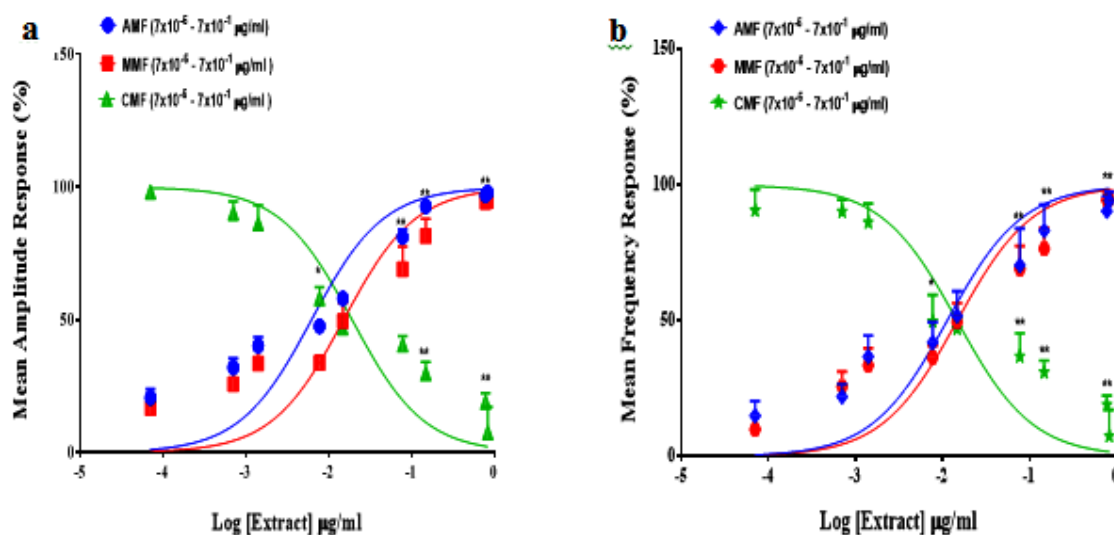 a
AMF (7x10⁻⁵ - 7x10⁻¹ µg/ml)
MMF (7x10⁻⁵ - 7x10⁻¹ µg/ml )
CMF (7x10⁻⁵ - 7x10⁻¹ µg/ml )
Mean Amplitude Response (%)
150
100
50
0
-5 -4 -3 -2 -1 0
** ** ** * ** **
Log [Extract] µg/ml
b
AMF (7x10⁻⁵ - 7x10⁻¹ µg/ml)
MMF (7x10⁻⁵ - 7x10⁻¹ µg/ml)
CMF (7x10⁻⁵ - 7x10⁻¹ µg/ml)
Mean Frequency Response (%)
150
100
50
0
-5 -4 -3 -2 -1 0
** ** ** * ** ** **
Log [Extract] µg/ml